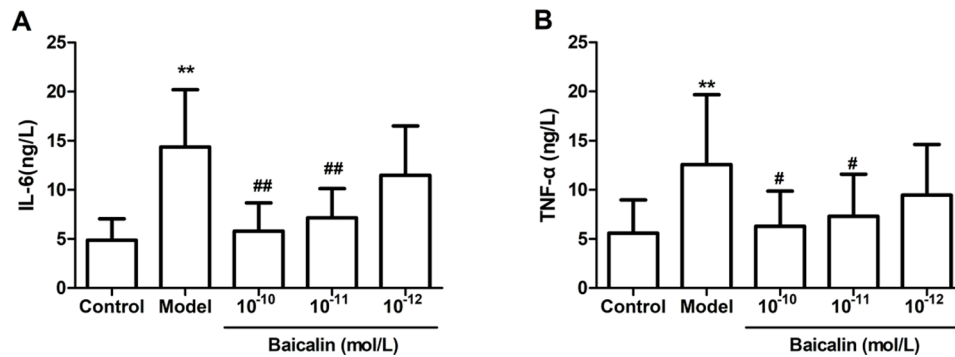 A
IL-6(ng/L)
25
20
15
10
5
0
**
##
##
Control Model 10⁻¹⁰ 10⁻¹¹ 10⁻¹²
Baicalin (mol/L)
B
TNF-α (ng/L)
25
20
15
10
5
0
**
#
#
Control Model 10⁻¹⁰ 10⁻¹¹ 10⁻¹²
Baicalin (mol/L)